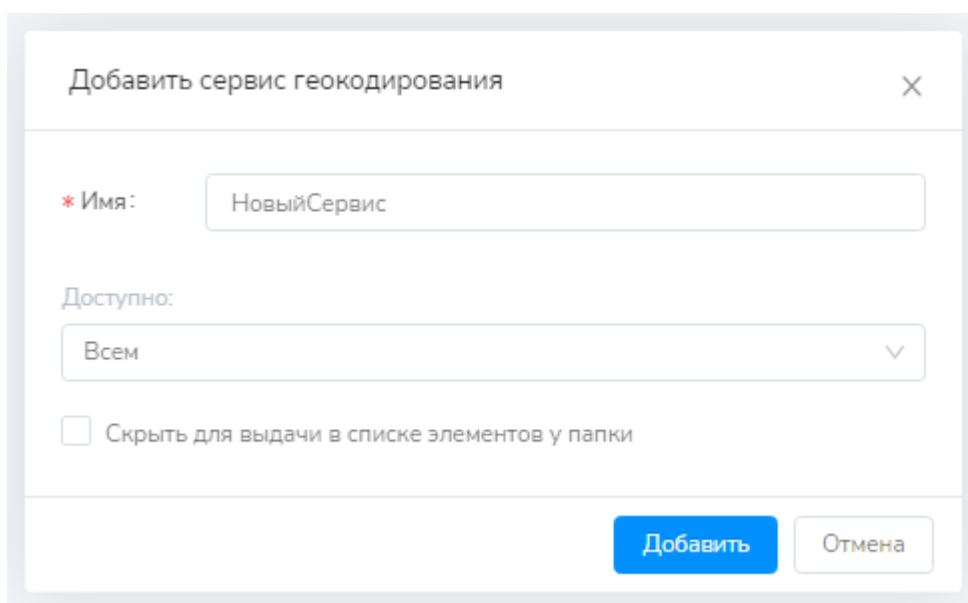 Добавить сервис геокодирования
* Имя: НовыйСервис
Доступно:
Всем
Скрыть для выдачи в списке элементов у папки
Добавить Отмена